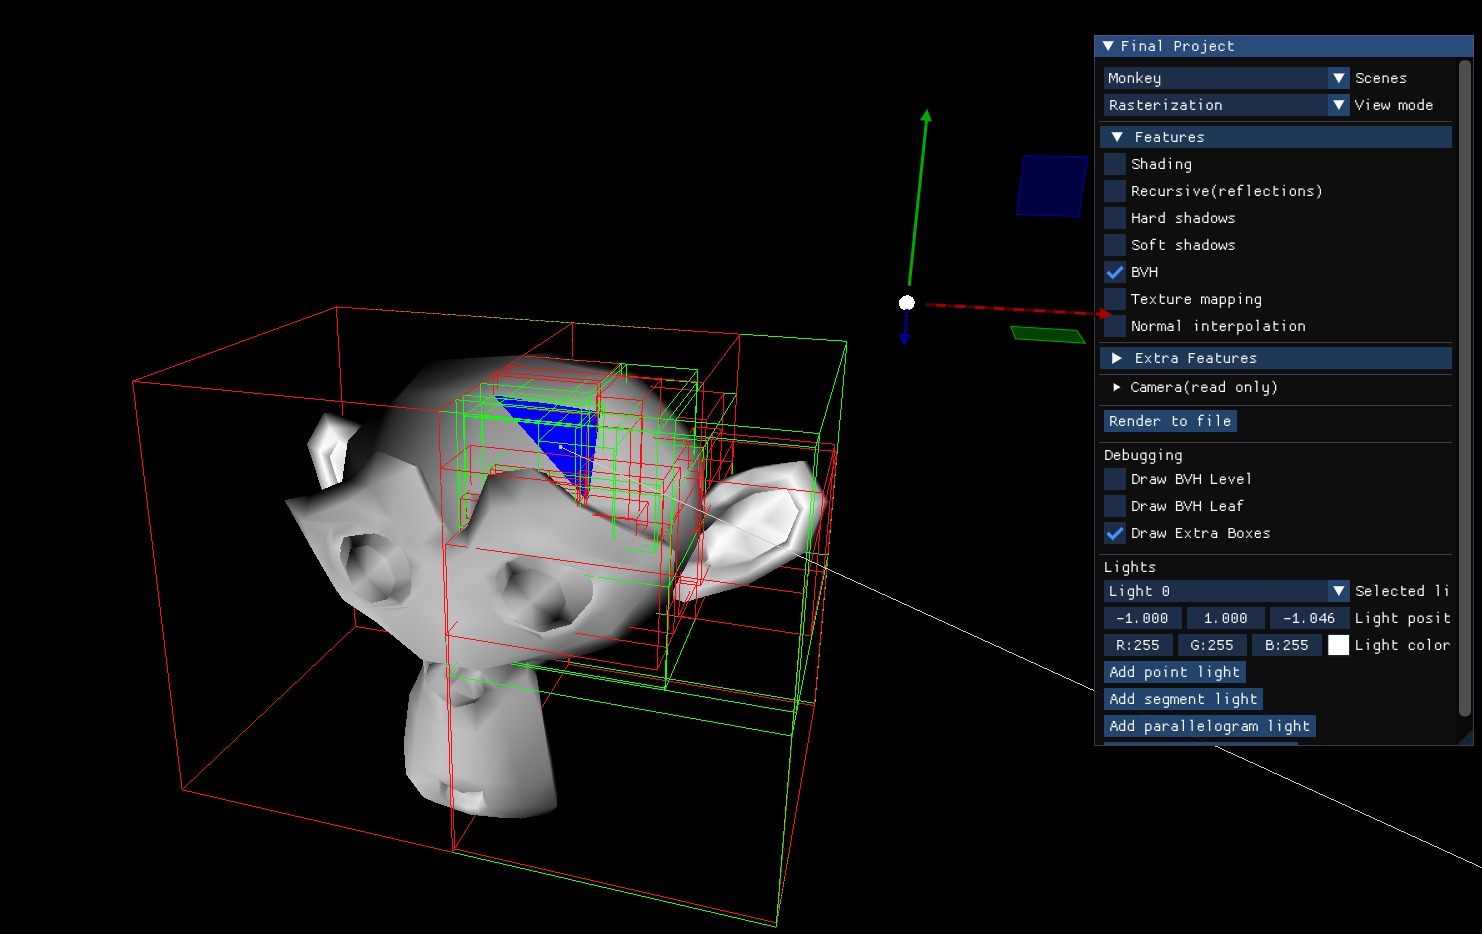 Final Project
Monkey Scenes
Rasterization View mode
Features
Shading
Recursive(reflections)
Hard shadows
Soft shadows
BVH
Texture mapping
Normal interpolation
Extra Features
Camera(read only)
Render to file
Debugging
Draw BVH Level
Draw BVH Leaf
Draw Extra Boxes
Lights
Light 0 Selected li
-1.000 1.000 -1.046 Light posit
R:255 G:255 B:255 Light color
Add point light
Add segment light
Add parallelogram light